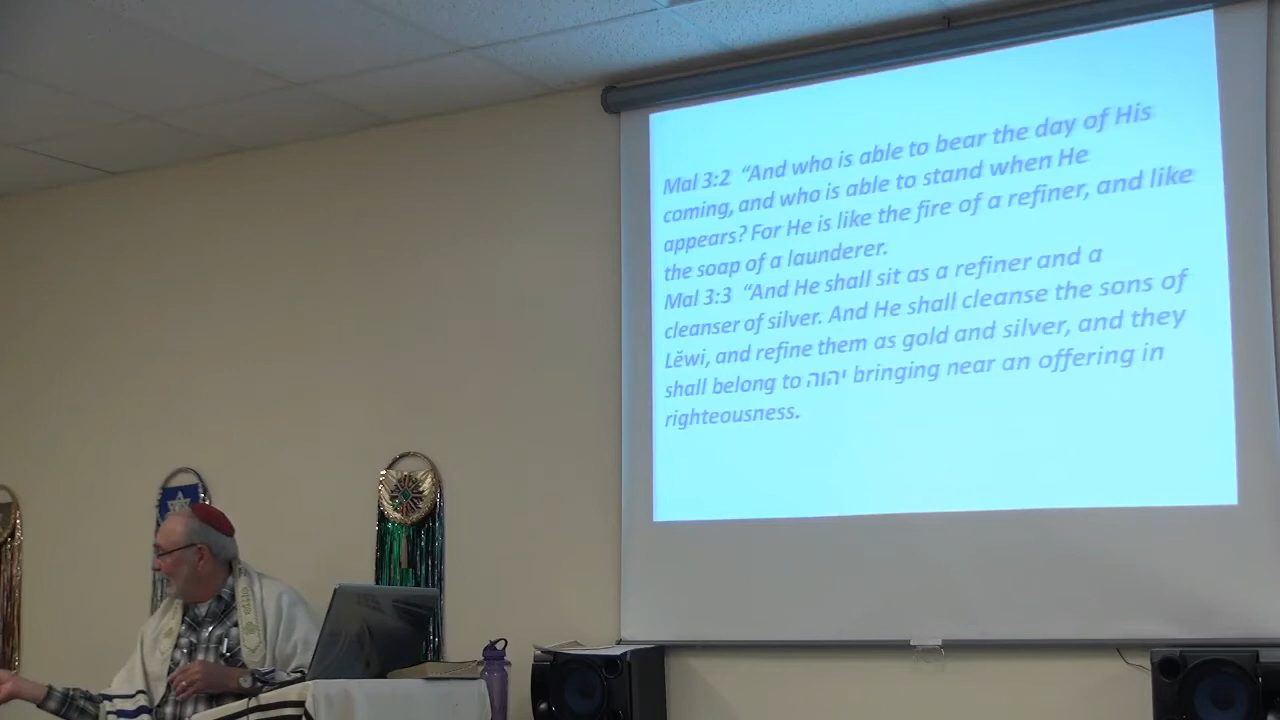 Mal 3:2 “And who is able to bear the day of His
coming, and who is able to stand when He
appears? For He is like the fire of a refiner, and like
the soap of a launderer.
Mal 3:3 “And He shall sit as a refiner and a
cleanser of silver. And He shall cleanse the sons of
Lĕwi, and refine them as gold and silver, and they
shall belong to יהוה bringing near an offering in
righteousness.